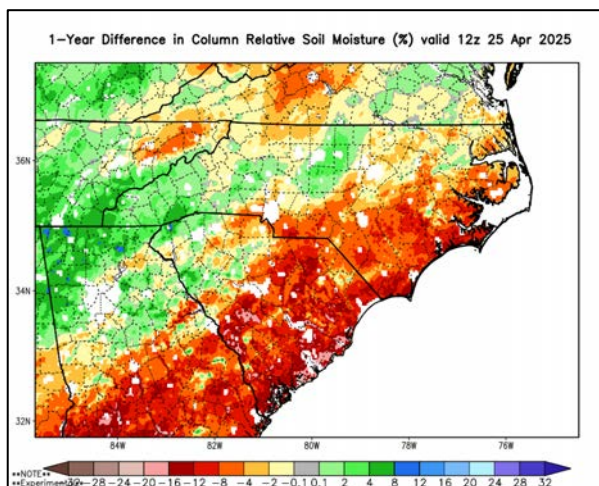 1-Year Difference in Column Relative Soil Moisture (%) valid 12z 25 Apr 2025
36N
34N
32N
84W 82W 80W 78W 76W
**NOTE**
**Experiment
-32 -28 -24 -20 -16 -12 -8 -4 -2 -0.1 0.1 2 4 8 12 16 20 24 28 32